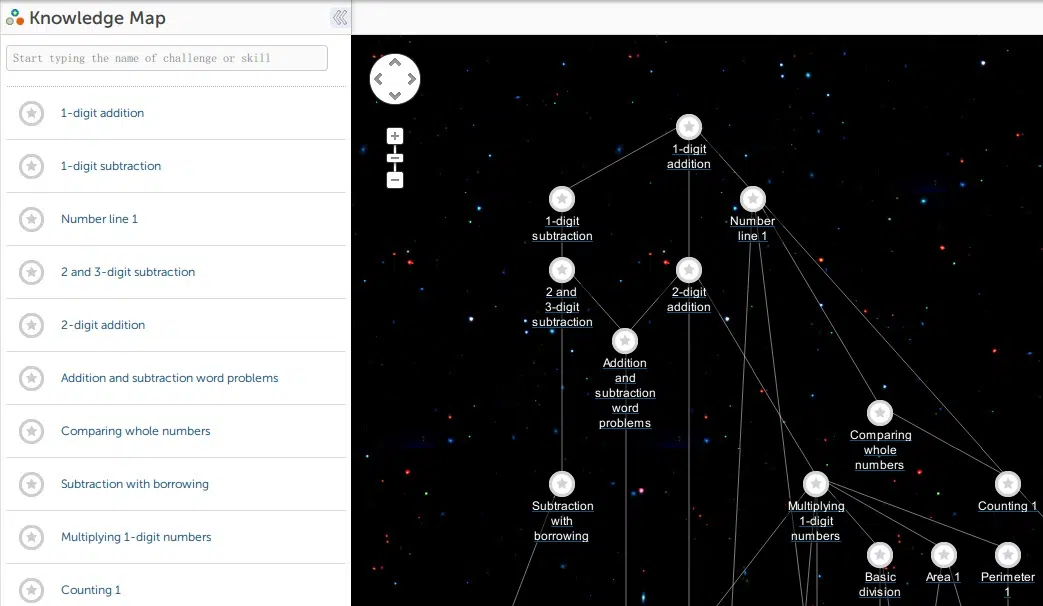 Knowledge Map
Start typing the name of challenge or skill
1-digit addition
1-digit subtraction
Number line 1
2 and 3-digit subtraction
2-digit addition
Addition and subtraction word problems
Comparing whole numbers
Subtraction with borrowing
Multiplying 1-digit numbers
Counting 1
1-digit
addition
1-digit
subtraction
Number
line 1
2 and
3-digit
subtraction
2-digit
addition
Addition
and
subtraction
word
problems
Comparing
whole
numbers
Subtraction
with
borrowing
Multiplying
1-digit
numbers
Counting 1
Basic
division
Area 1
Perimeter
1